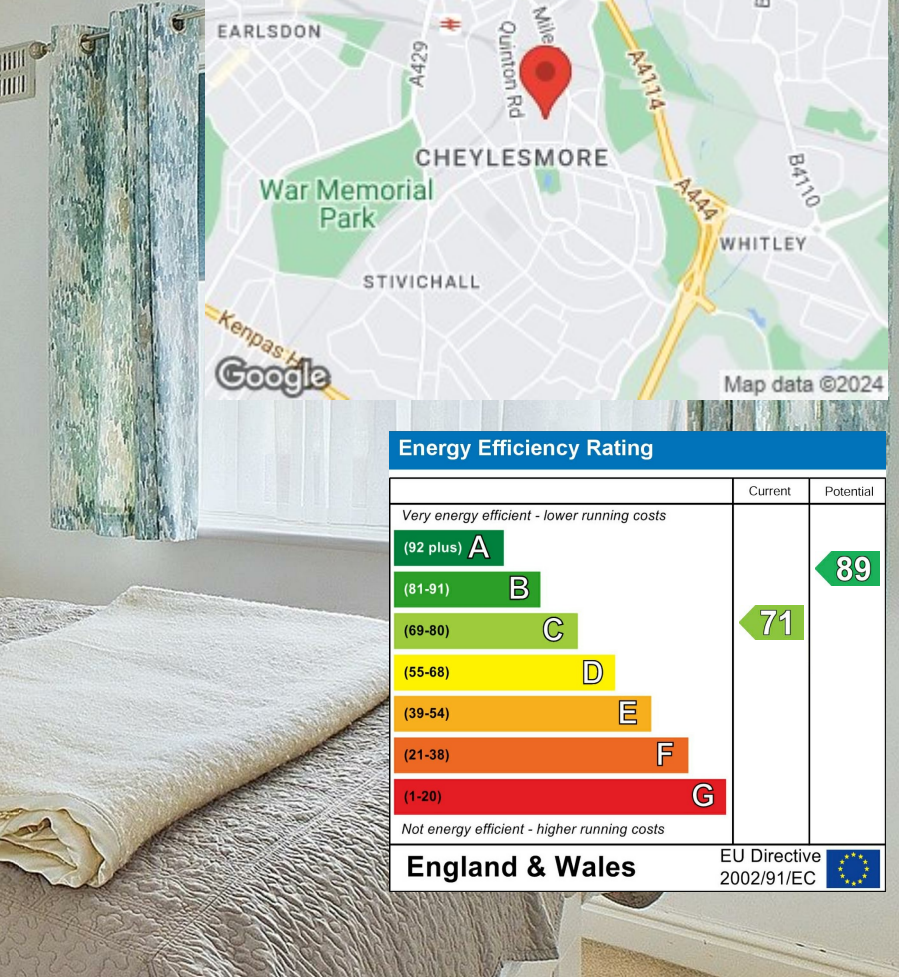 EARLSDON
A429
Quinton Rd
Mile
A4114
CHEYLESMORE
War Memorial
Park
B4110
A444
WHITLEY
STIVICHALL
Kenpas H
Google
Map data ©2024
Energy Efficiency Rating
Current Potential
Very energy efficient - lower running costs
(92 plus) A
89
(81-91) B
71
(69-80) C
(55-68) D
(39-54) E
(21-38) F
(1-20) G
Not energy efficient - higher running costs
England & Wales
EU Directive
2002/91/EC